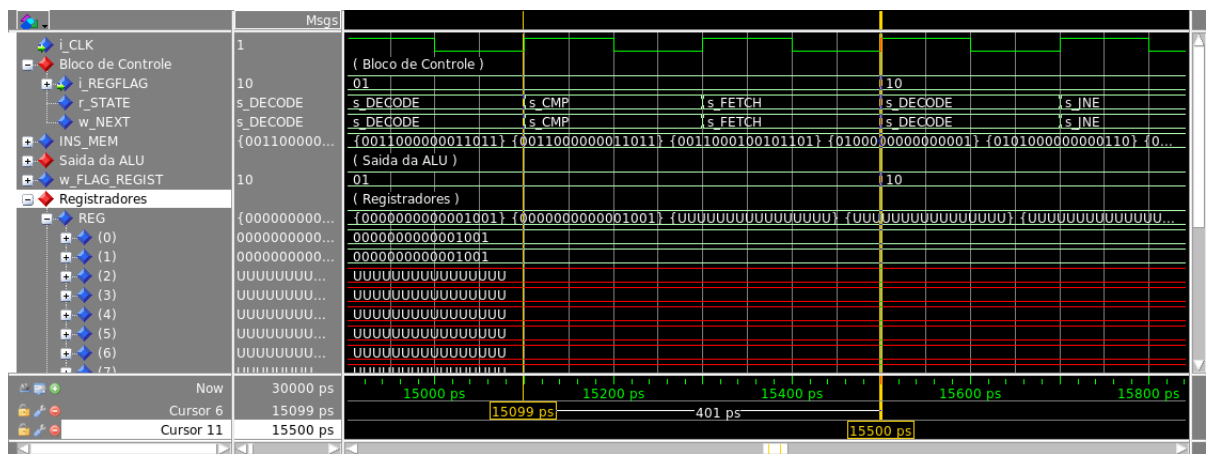 Msgs
i_CLK 1
Bloco de Controle ( Bloco de Controle )
i_REGFLAG 10 01 10
r_STATE s_DECODE s_DECODE s_CMP s_FETCH s_DECODE s_JNE
w_NEXT s_DECODE s_DECODE s_CMP s_FETCH s_DECODE s_JNE
INS_MEM {001100000... {0011000000011011} {0011000000011011} {0011000100101101} {0100000000000001} {0101000000000110} {0...
Saida da ALU ( Saida da ALU )
w_FLAG_REGIST 10 01 10
Registradores ( Registradores )
REG {000000000... {0000000000001001} {0000000000001001} {UUUUUUUUUUUUUUUU} {UUUUUUUUUUUUUUUU} {UUUUUUUUUUUUUU...
(0) 0000000000... 0000000000001001
(1) 0000000000... 0000000000001001
(2) UUUUUUUU... UUUUUUUUUUUUUUUU
(3) UUUUUUUU... UUUUUUUUUUUUUUUU
(4) UUUUUUUU... UUUUUUUUUUUUUUUU
(5) UUUUUUUU... UUUUUUUUUUUUUUUU
(6) UUUUUUUU... UUUUUUUUUUUUUUUU
Now 30000 ps 15000 ps 15200 ps 15400 ps 15600 ps 15800 ps
Cursor 6 15099 ps 15099 ps 401 ps
Cursor 11 15500 ps 15500 ps